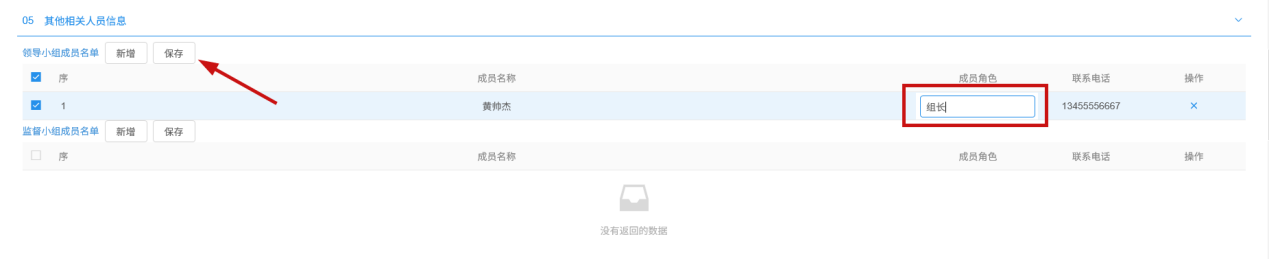 05 其他相关人员信息
领导小组成员名单 新增 保存
序 成员名称 成员角色 联系电话 操作
1 黄帅杰 组长 13455556667 ×
监督小组成员名单 新增 保存
序 成员名称 成员角色 联系电话 操作
没有返回的数据